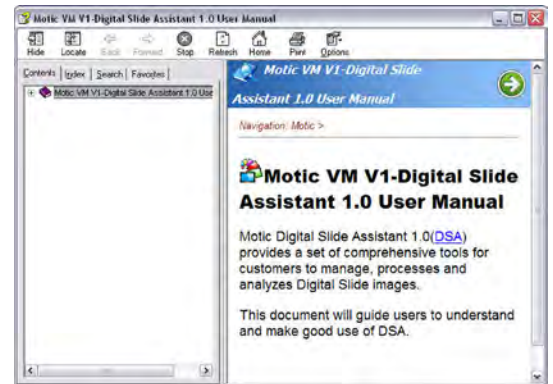 Motic VM V1-Digital Slide Assistant 1.0 User Manual
Hide Locate Back Forward Stop Refresh Home Print Options
Contents Index Search Favorites
Motic VM V1-Digital Slide Assistant 1.0 Use
Motic VM V1-Digital Slide
Assistant 1.0 User Manual
Navigation: Motic >
Motic VM V1-Digital Slide
Assistant 1.0 User Manual
Motic Digital Slide Assistant 1.0(DSA)
provides a set of comprehensive tools for
customers to manage, processes and
analyzes Digital Slide images.
This document will guide users to understand
and make good use of DSA.